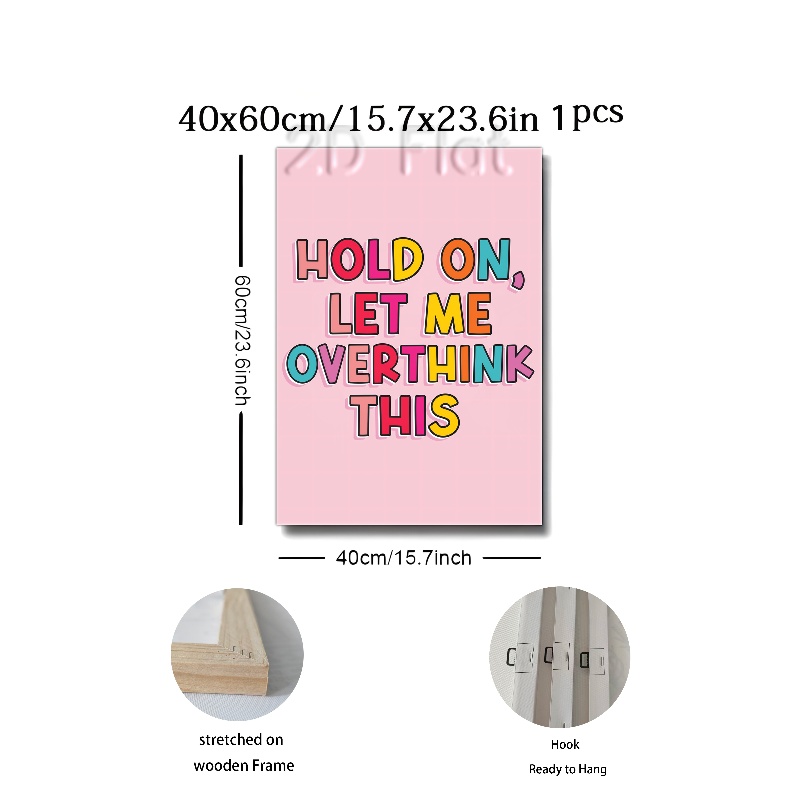 40x60cm/15.7x23.6in 1pcs
2D Flat
HOLD ON,
LET ME
OVERTHINK
THIS
60cm/23.6inch
40cm/15.7inch
stretched on
wooden Frame
Hook
Ready to Hang